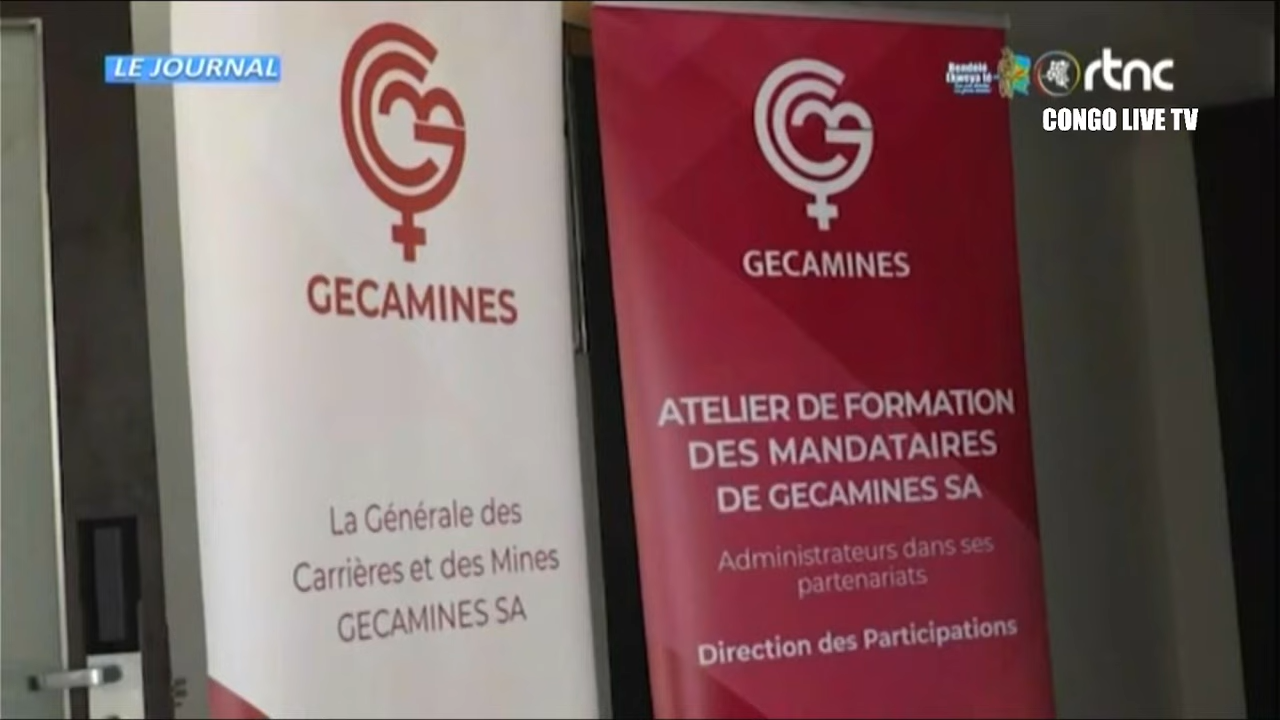 LE JOURNAL
rtnc
CONGO LIVE TV
GECAMINES
La Générale des
Carrières et des Mines
GECAMINES SA
GECAMINES
ATELIER DE FORMATION
DES MANDATAIRES
DE GECAMINES SA
Administrateurs dans ses
partenariats
Direction des Participations